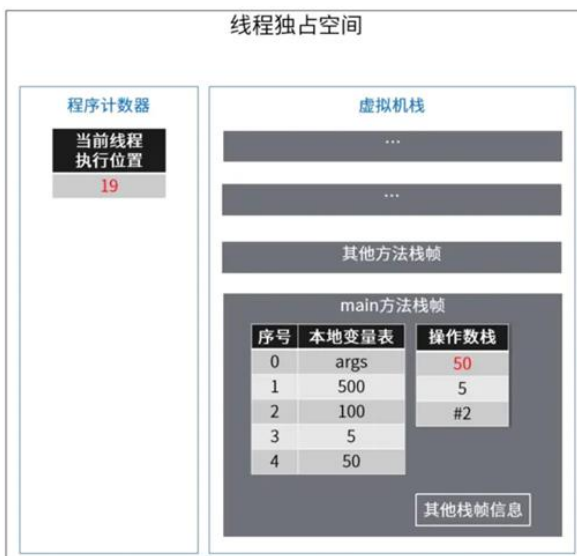 线程独占空间
程序计数器
当前线程
执行位置
19
虚拟机栈
...
...
其他方法栈帧
main方法栈帧
序号 本地变量表
0 args
1 500
2 100
3 5
4 50
操作数栈
50
5
#2
其他栈帧信息